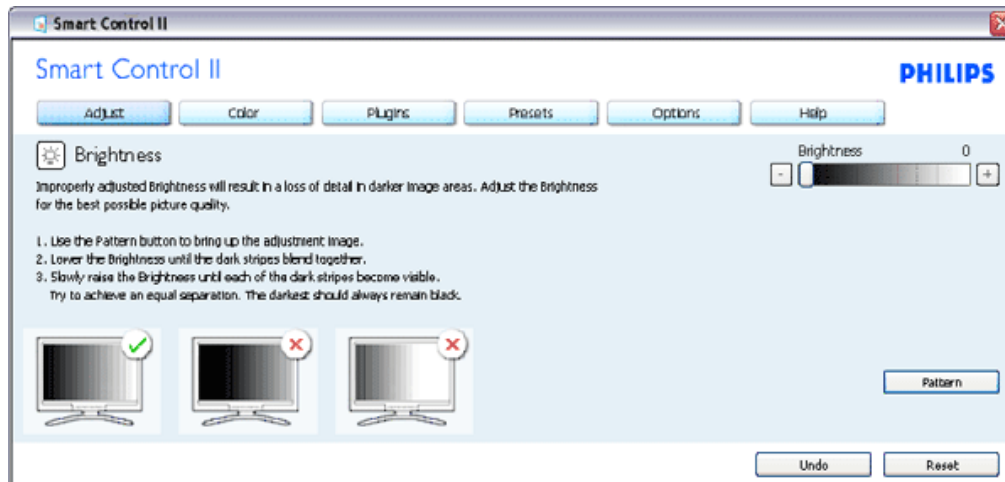 Smart Control II
Smart Control II
PHILIPS
Adjust Color Plugins Presets Options Help
Brightness
Brightness 0
Improperly adjusted Brightness will result in a loss of detail in darker image areas. Adjust the Brightness
for the best possible picture quality.
1. Use the Pattern button to bring up the adjustment image.
2. Lower the Brightness until the dark stripes blend together.
3. Slowly raise the Brightness until each of the dark stripes become visible.
Try to achieve an equal separation. The darkest should always remain black.
Pattern
Undo Reset